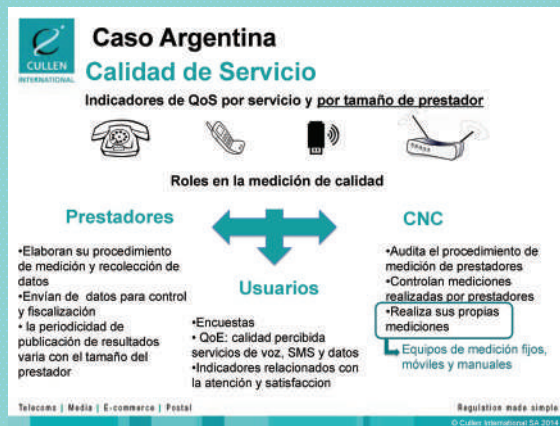 CULLEN
INTERNATIONAL
Caso Argentina
Calidad de Servicio
Indicadores de QoS por servicio y por tamaño de prestador
Roles en la medición de calidad
Prestadores
•Elaboran su procedimiento
de medición y recolección de
datos
•Envían de datos para control
y fiscalización
• la periodicidad de
publicación de resultados
varia con el tamaño del
prestador
Usuarios
•Encuestas
• QoE: calidad percibida
servicios de voz, SMS y datos
•Indicadores relacionados con
la atención y satisfaccion
CNC
•Audita el procedimiento de
medición de prestadores
•Controlan mediciones
realizadas por prestadores
•Realiza sus propias
mediciones
Equipos de medición fijos,
móviles y manuales
Telecoms | Media | E-commerce | Postal
Regulation made simple
© Cullen International SA 2014